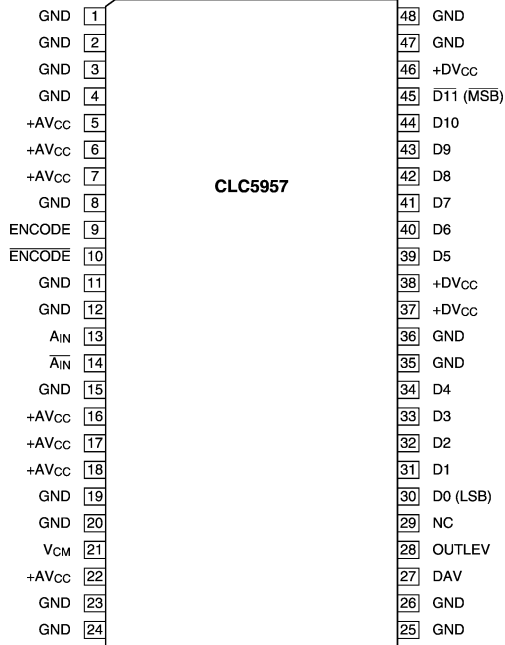 GND 1 48 GND
GND 2 47 GND
GND 3 46 +DVCC
GND 4 45 D̅1̅1̅ (M̅S̅B̅)
+AVCC 5 44 D10
+AVCC 6 43 D9
+AVCC 7 42 D8
CLC5957
GND 8 41 D7
ENCODE 9 40 D6
E̅N̅C̅O̅D̅E̅ 10 39 D5
GND 11 38 +DVCC
GND 12 37 +DVCC
AIN 13 36 GND
A̅I̅N̅ 14 35 GND
GND 15 34 D4
+AVCC 16 33 D3
+AVCC 17 32 D2
+AVCC 18 31 D1
GND 19 30 D0 (LSB)
GND 20 29 NC
VCM 21 28 OUTLEV
+AVCC 22 27 DAV
GND 23 26 GND
GND 24 25 GND